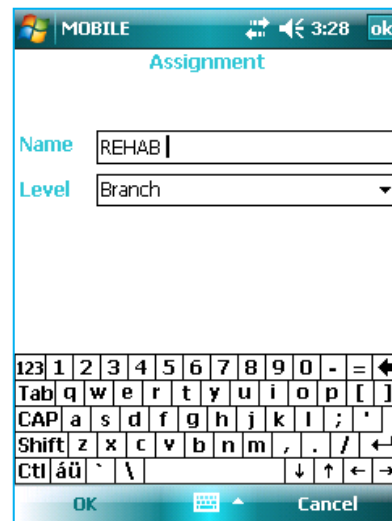 MOBILE 3:28 ok
Assignment
Name REHAB
Level Branch
123 1 2 3 4 5 6 7 8 9 0 - =
Tab q w e r t y u i o p [ ]
CAP a s d f g h j k l ; '
Shift z x c v b n m , . /
Ctl áü ` \
OK Cancel